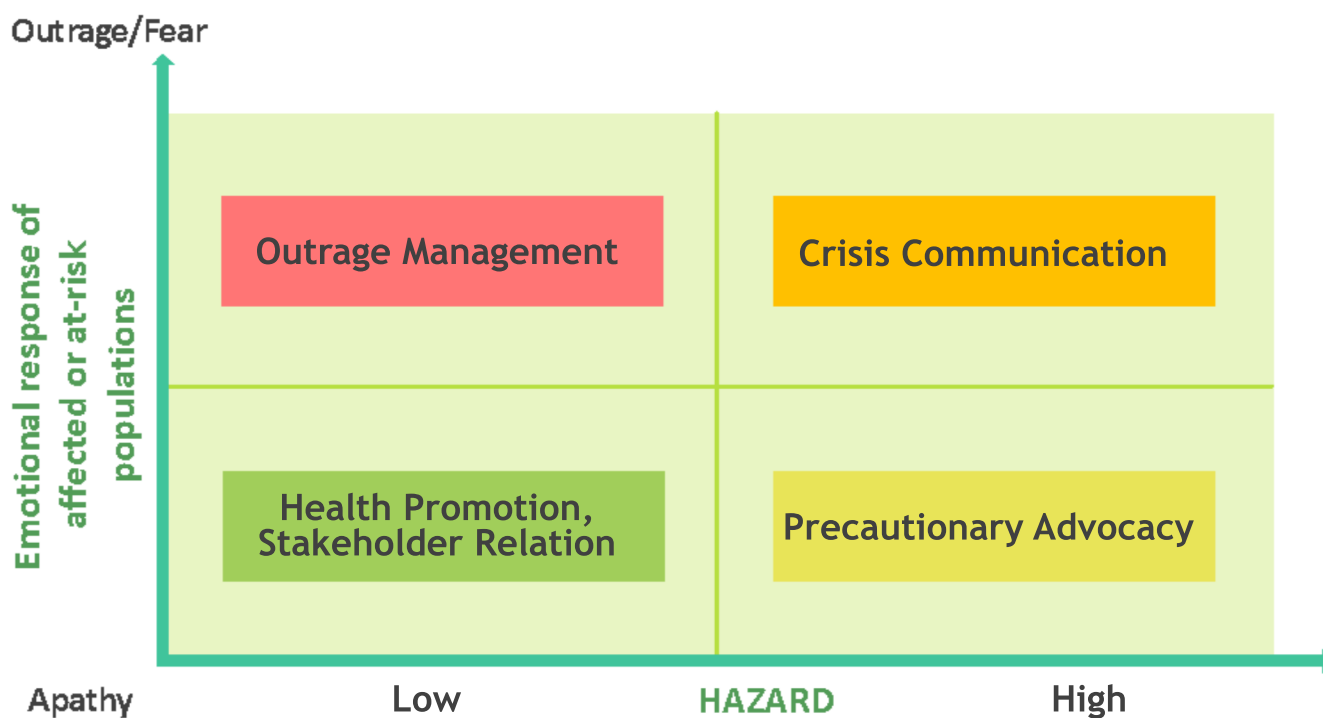 Outrage/Fear
Emotional response of
affected or at-risk
populations
Outrage Management
Crisis Communication
Health Promotion,
Stakeholder Relation
Precautionary Advocacy
Apathy
Low
HAZARD
High